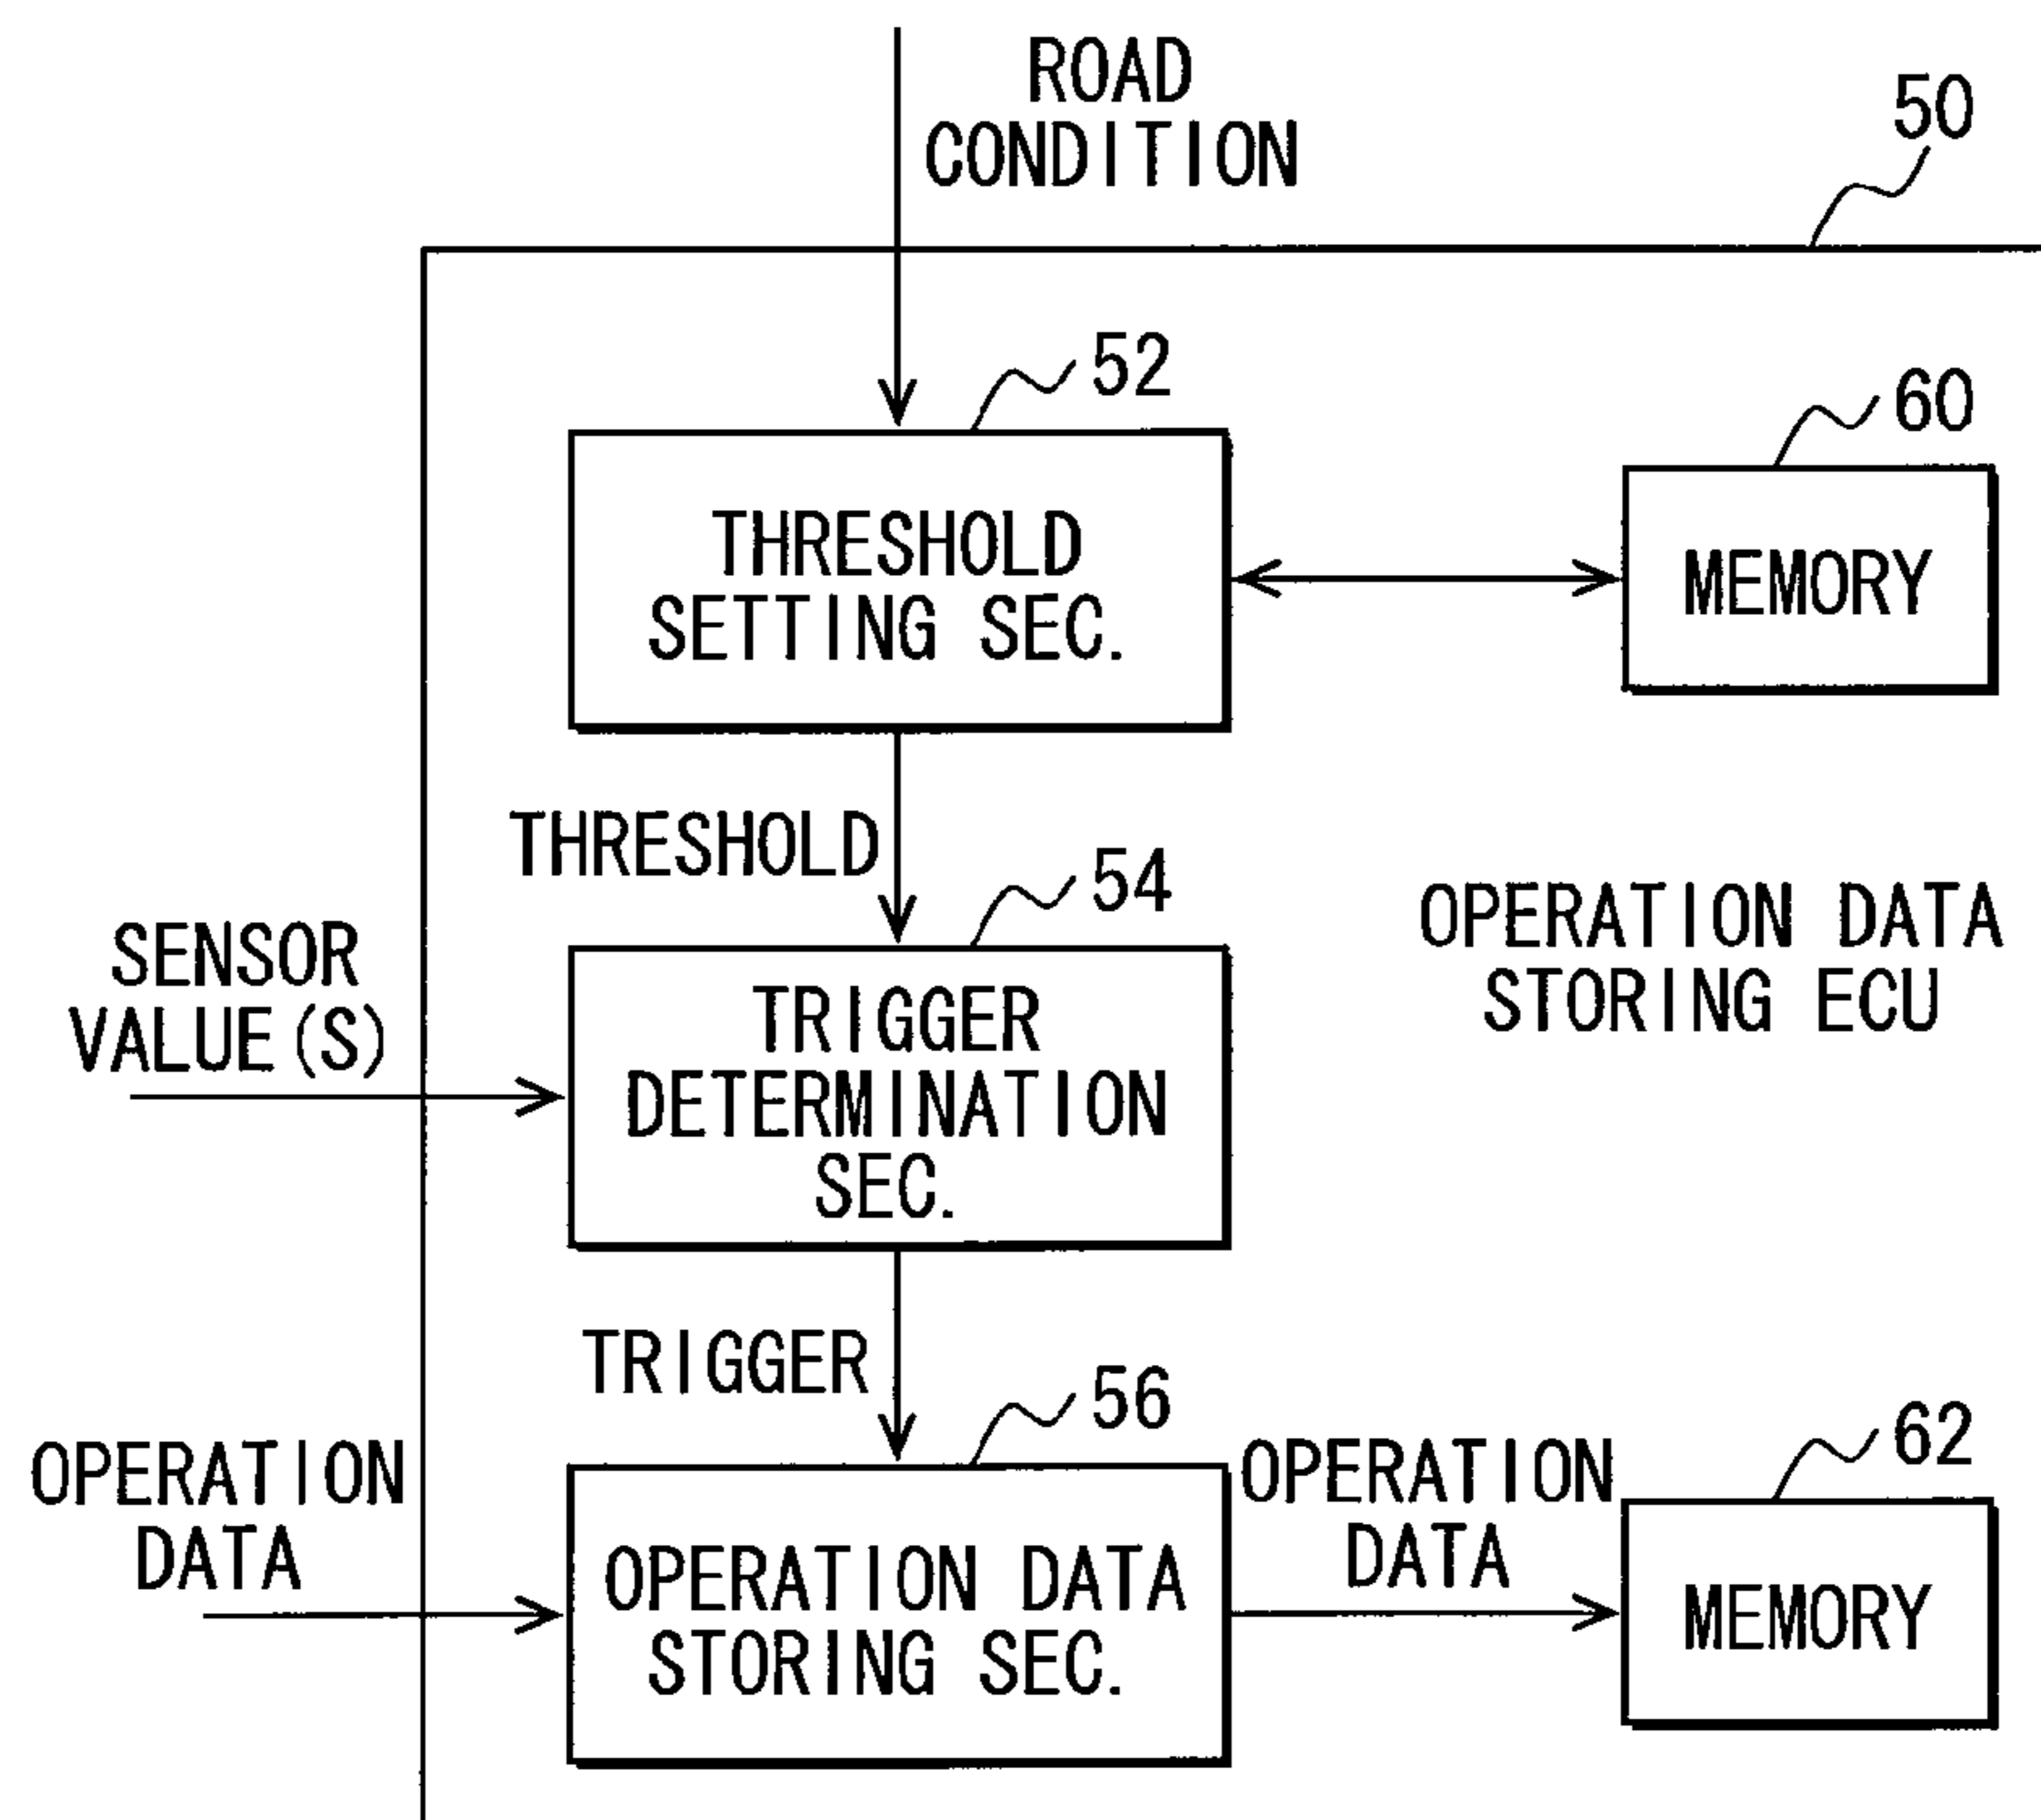 ROAD
CONDITION
50
52
60
THRESHOLD
SETTING SEC.
MEMORY
THRESHOLD
54
SENSOR
VALUE(S)
TRIGGER
DETERMINATION
SEC.
OPERATION DATA
STORING ECU
TRIGGER
56
62
OPERATION
DATA
OPERATION
DATA
OPERATION DATA
STORING SEC.
MEMORY